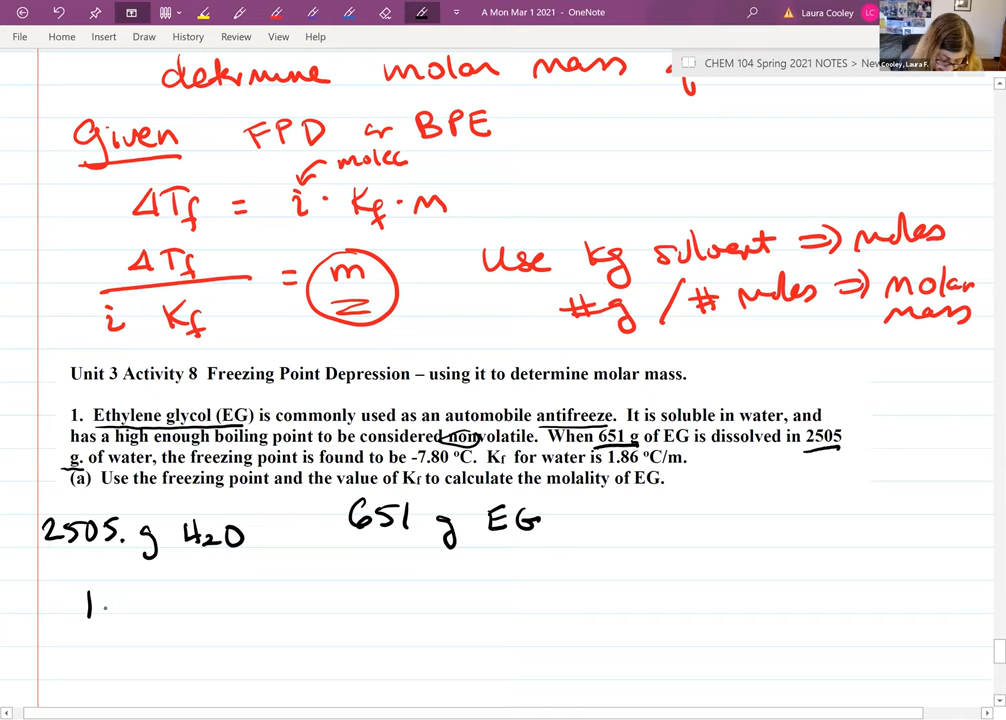 A Mon Mar 1 2021 - OneNote
Laura Cooley LC
File Home Insert Draw History Review View Help
CHEM 104 Spring 2021 NOTES > Ne
Cooley, Laura F.
determine molar mass of
Given FPD or BPE
ΔTf = i · Kf · m
ΔTf / i Kf = m
Use kg solvent => moles
#g / # moles => molar mass
Unit 3 Activity 8 Freezing Point Depression – using it to determine molar mass.
1. Ethylene glycol (EG) is commonly used as an automobile antifreeze. It is soluble in water, and
has a high enough boiling point to be considered nonvolatile. When 651 g of EG is dissolved in 2505
g. of water, the freezing point is found to be -7.80 °C. Kf for water is 1.86 °C/m.
(a) Use the freezing point and the value of Kf to calculate the molality of EG.
2505. g H2O 651 g EG
1.